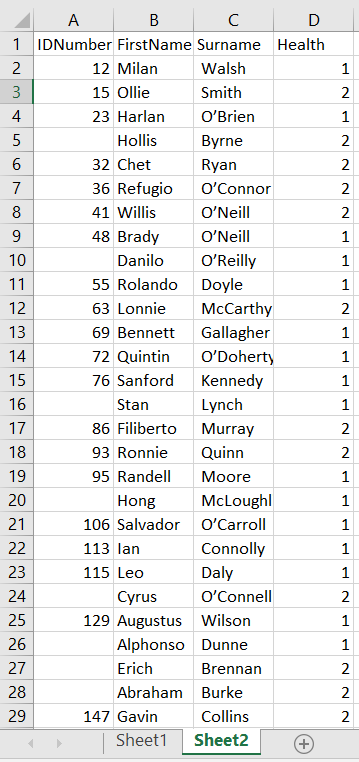 A B C D
1 IDNumber FirstName Surname Health
2 12 Milan Walsh 1
3 15 Ollie Smith 2
4 23 Harlan O’Brien 1
5 Hollis Byrne 2
6 32 Chet Ryan 2
7 36 Refugio O’Connor 2
8 41 Willis O’Neill 2
9 48 Brady O’Neill 1
10 Danilo O’Reilly 1
11 55 Rolando Doyle 1
12 63 Lonnie McCarthy 2
13 69 Bennett Gallagher 1
14 72 Quintin O’Doherty 1
15 76 Sanford Kennedy 1
16 Stan Lynch 1
17 86 Filiberto Murray 2
18 93 Ronnie Quinn 2
19 95 Randell Moore 1
20 Hong McLoughl 1
21 106 Salvador O’Carroll 1
22 113 Ian Connolly 1
23 115 Leo Daly 1
24 Cyrus O’Connell 2
25 129 Augustus Wilson 1
26 Alphonso Dunne 1
27 Erich Brennan 2
28 Abraham Burke 2
29 147 Gavin Collins 2
Sheet1 Sheet2